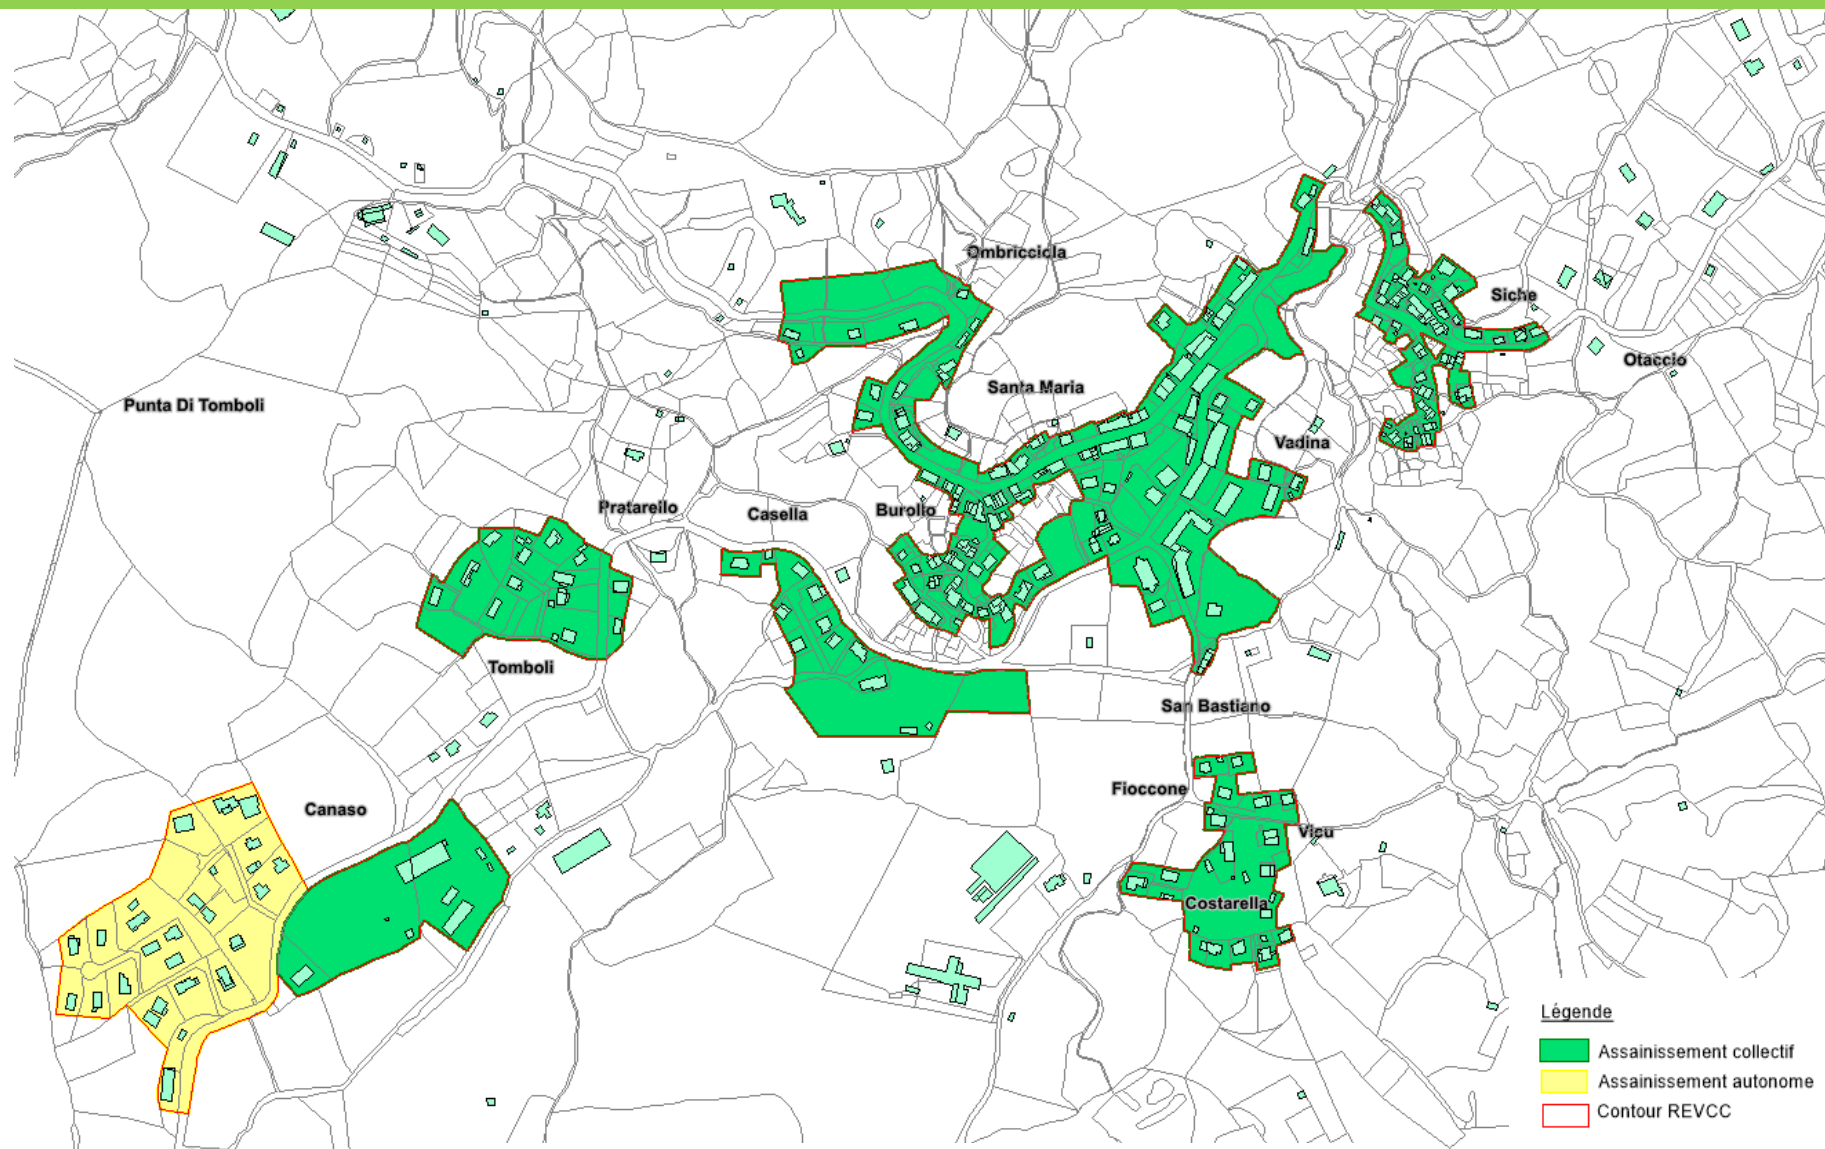 Ombricciola
Siche
Otaccio
Santa Maria
Punta Di Tomboli
Vadina
Pratarello
Casella
Burollo
Tomboli
San Bastiano
Fioccone
Canaso
Vicu
Costarella
Légende
Assainissement collectif
Assainissement autonome
Contour REVCC